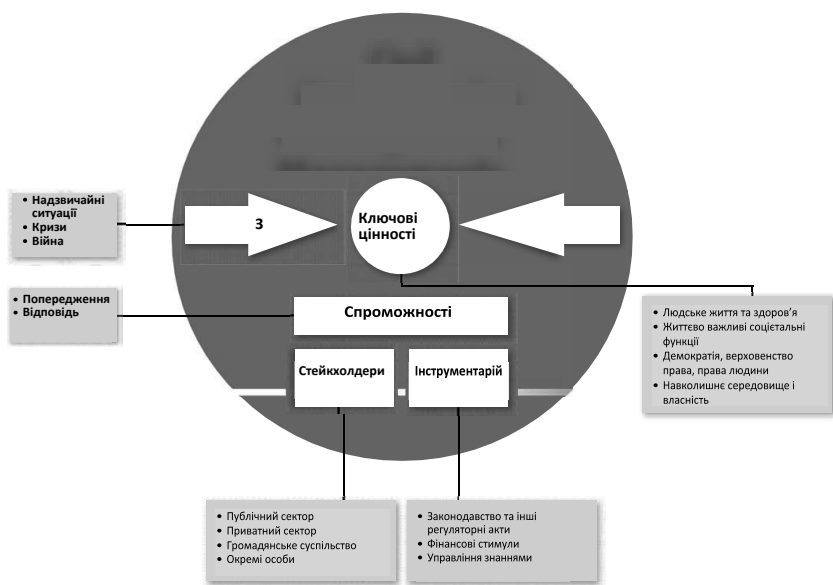 • Надзвичайні
ситуації
• Кризи
• Війна
З
Ключові
цінності
• Попередження
• Відповідь
Спроможності
Стейкхолдери
Інструментарій
• Людське життя та здоров’я
• Життєво важливі соцієтальні
функції
• Демократія, верховенство
права, права людини
• Навколишнє середовище і
власність
• Публічний сектор
• Приватний сектор
• Громадянське суспільство
• Окремі особи
• Законодавство та інші
регуляторні акти
• Фінансові стимули
• Управління знаннями